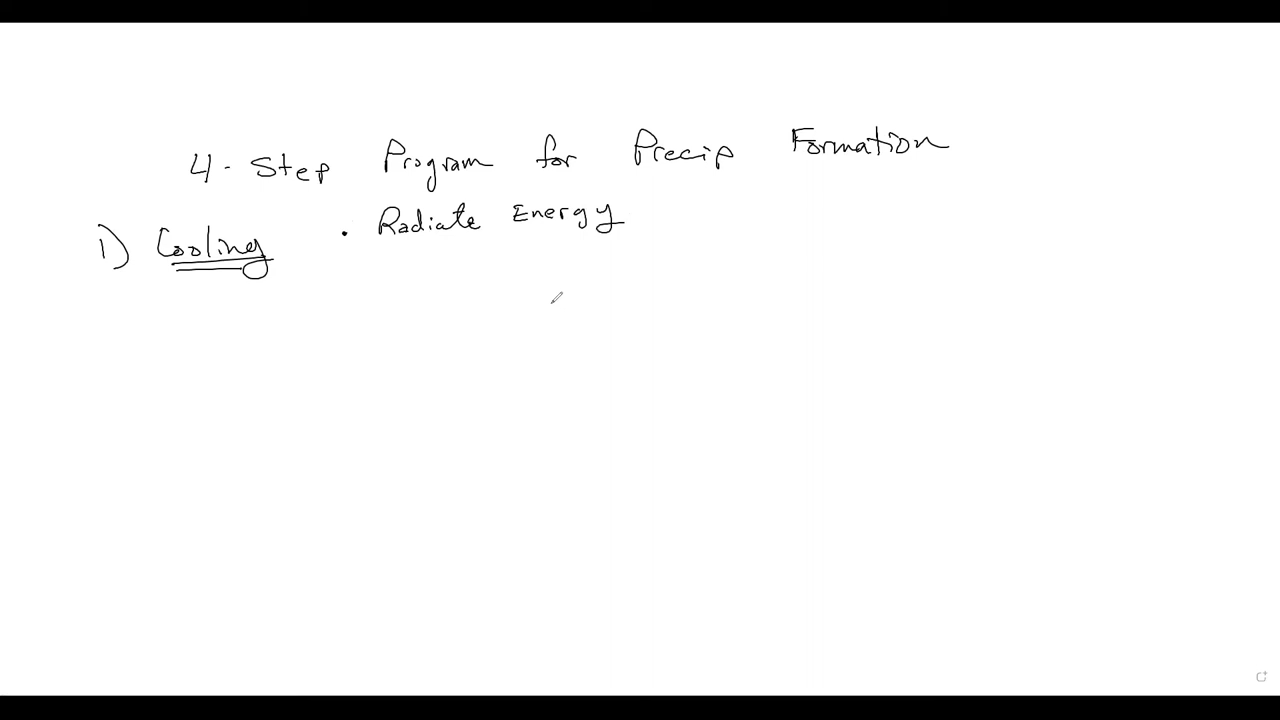 4-Step Program for Precip Formation
1) Cooling • Radiate Energy